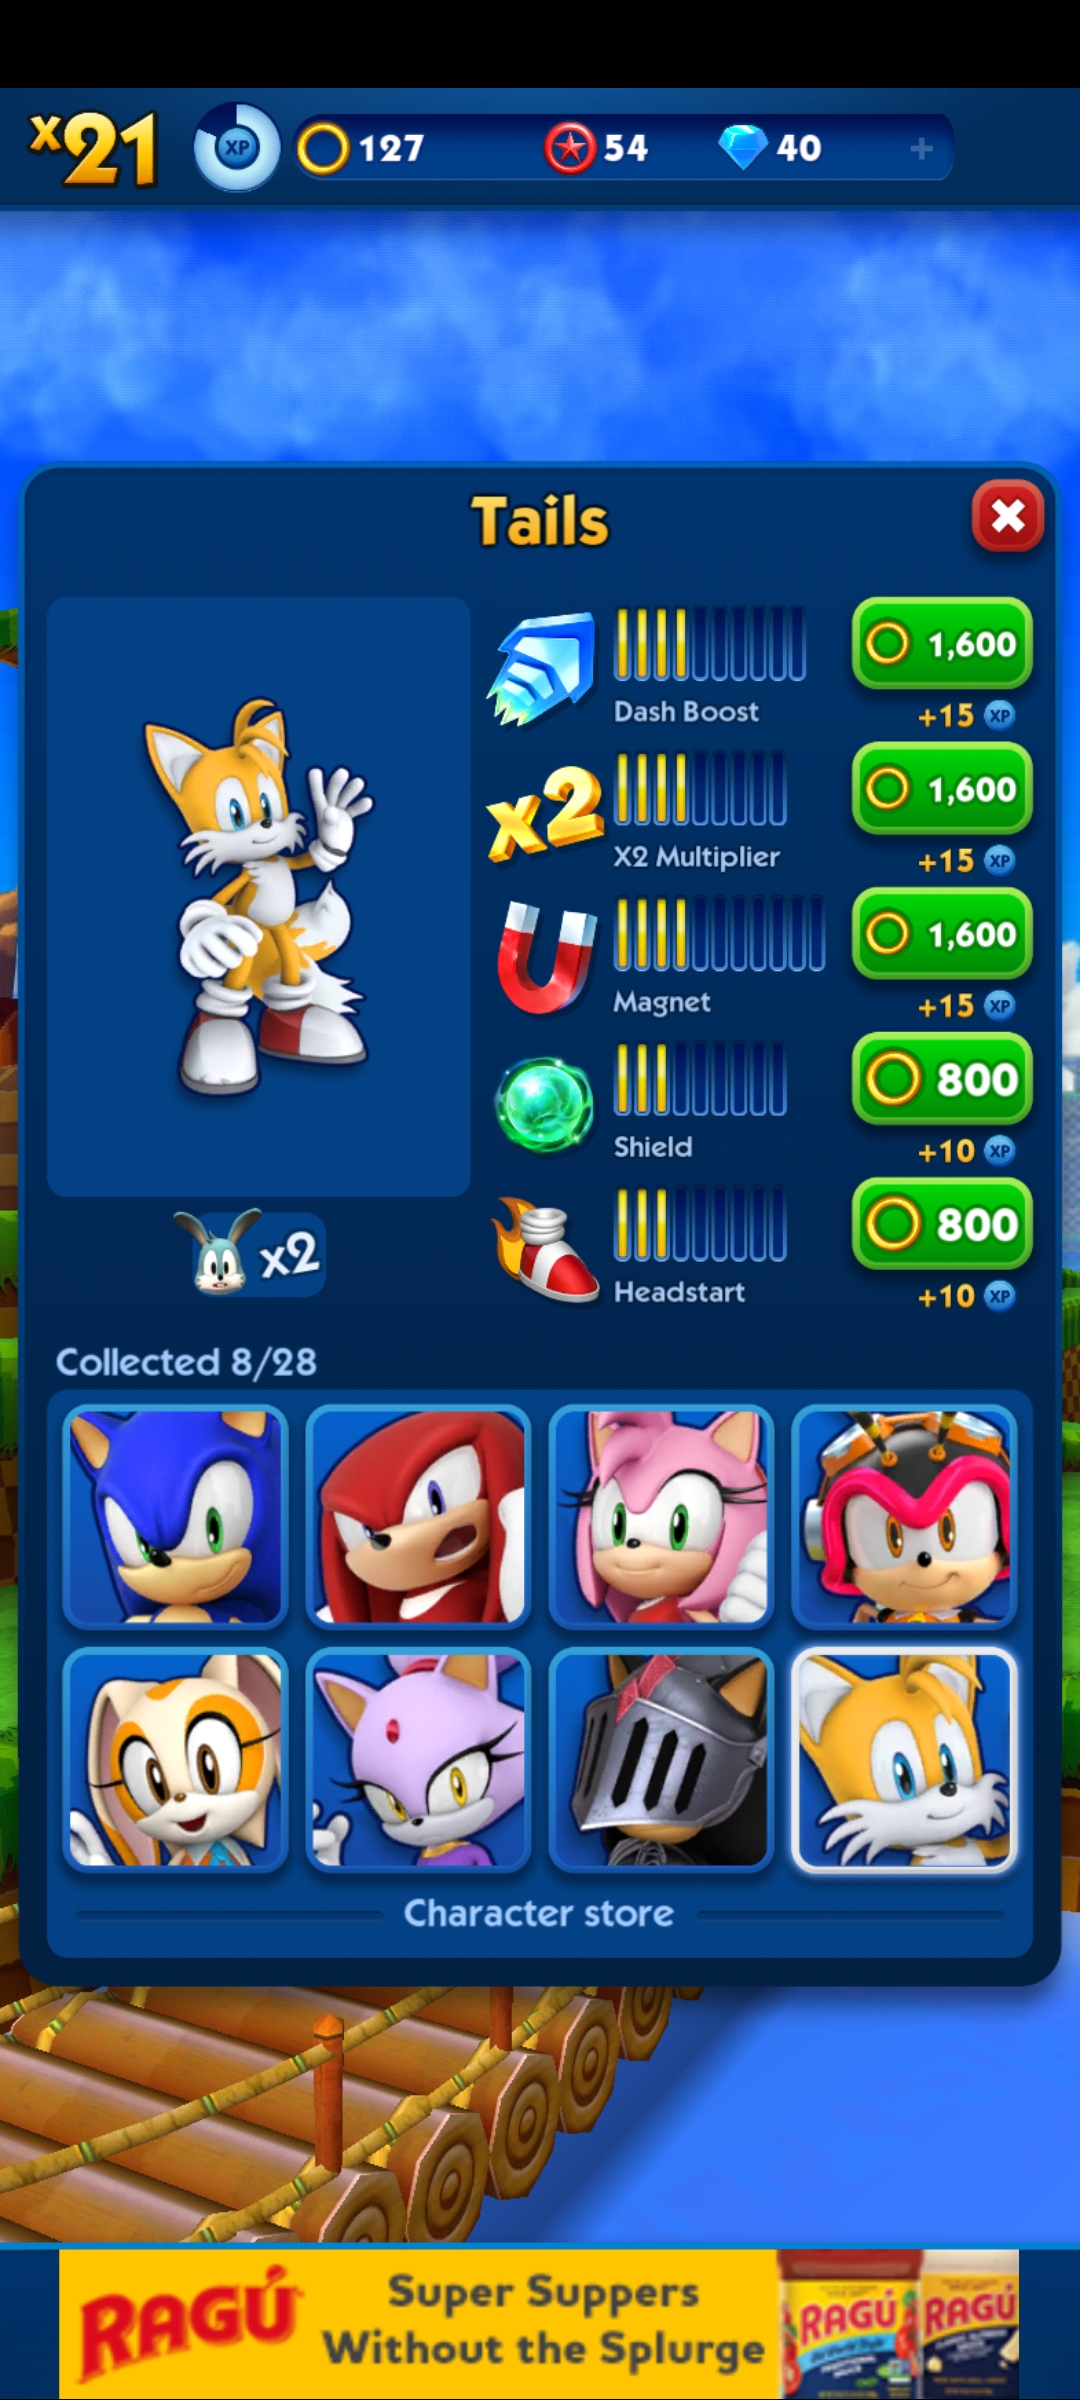 x21
XP
127
54
40
+
Tails
1,600
Dash Boost
+15 XP
x2
1,600
X2 Multiplier
+15 XP
1,600
Magnet
+15 XP
800
Shield
+10 XP
x2
800
Headstart
+10 XP
Collected 8/28
Character store
RAGÚ
Super Suppers
Without the Splurge
RAGÚ
RAGÚ